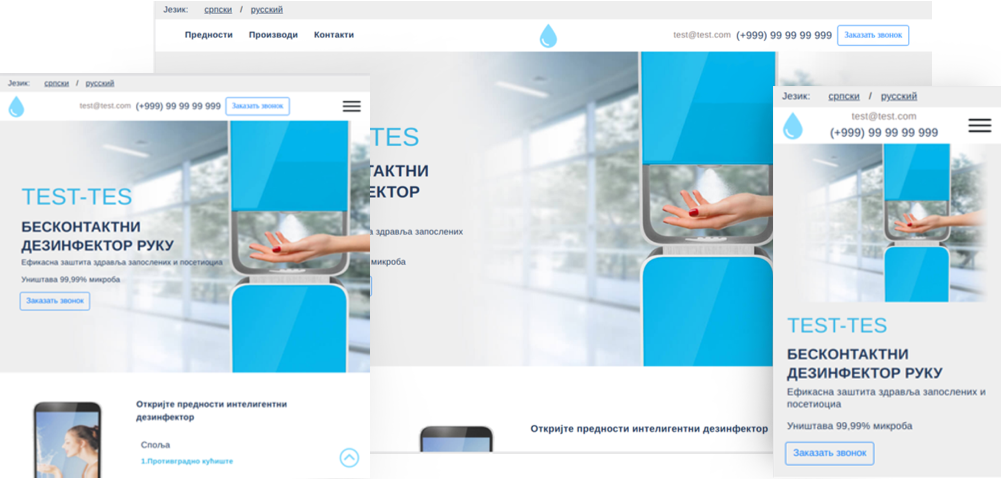 Језик: српски / русский
Предности Производи Контакти
test@test.com (+999) 99 99 99 999 Заказать звонок
TES
ТАКТНИ
ЕКТОР
а здравља запослених
микроба
Откријте предности интелигентни дезинфектор
Језик: српски / русский
test@test.com (+999) 99 99 99 999 Заказать звонок
TEST-TES
БЕСКОНТАКТНИ
ДЕЗИНФЕКТОР РУКУ
Ефикасна заштита здравља запослених и посетиоциа
Уништава 99,99% микроба
Заказать звонок
Откријте предности интелигентни
дезинфектор
Споља
1.Противградно кућиште
Језик: српски / русский
test@test.com
(+999) 99 99 99 999
TEST-TES
БЕСКОНТАКТНИ
ДЕЗИНФЕКТОР РУКУ
Ефикасна заштита здравља запослених и
посетиоциа
Уништава 99,99% микроба
Заказать звонок